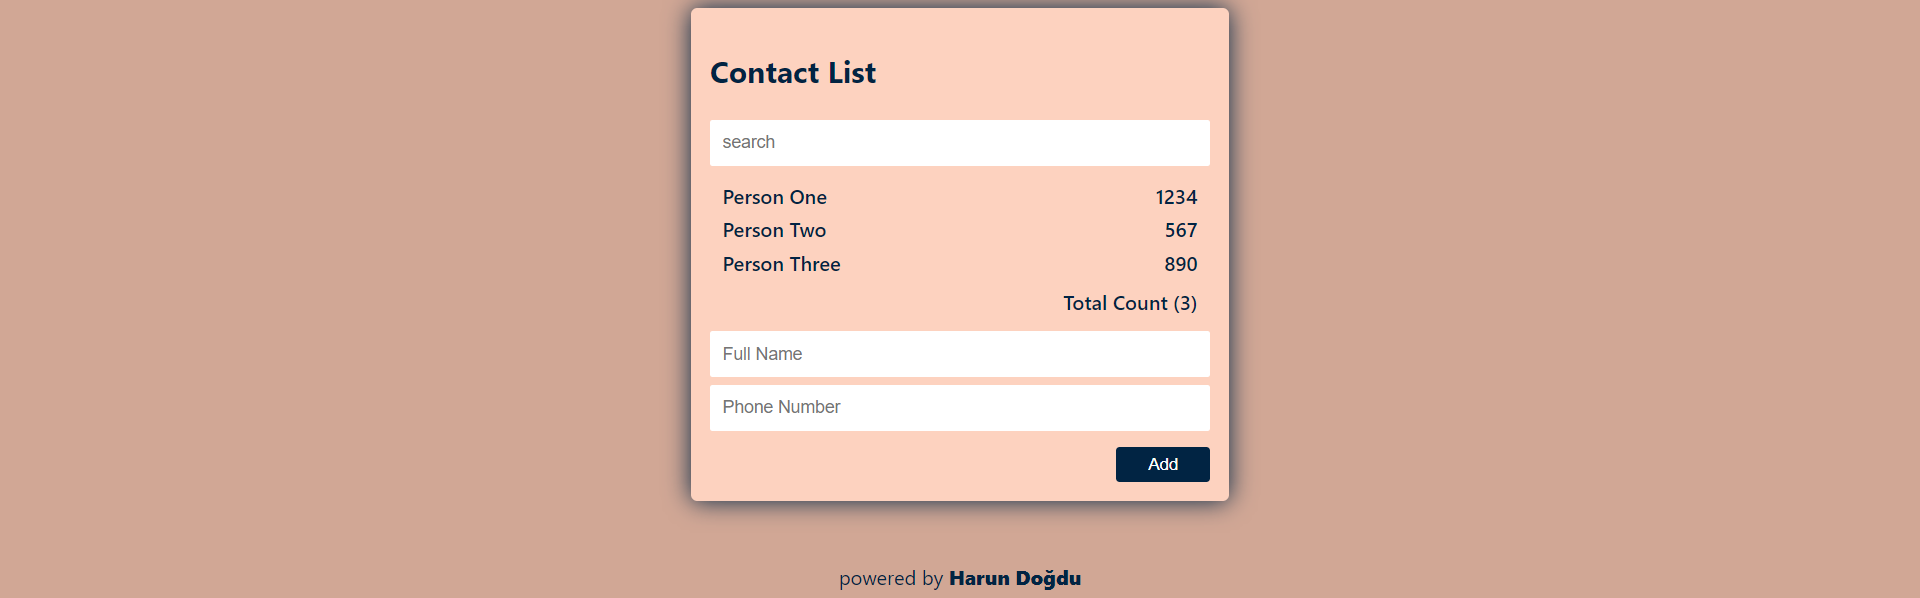 Contact List
search
Person One 1234
Person Two 567
Person Three 890
Total Count (3)
Full Name
Phone Number
Add
powered by Harun Doğdu